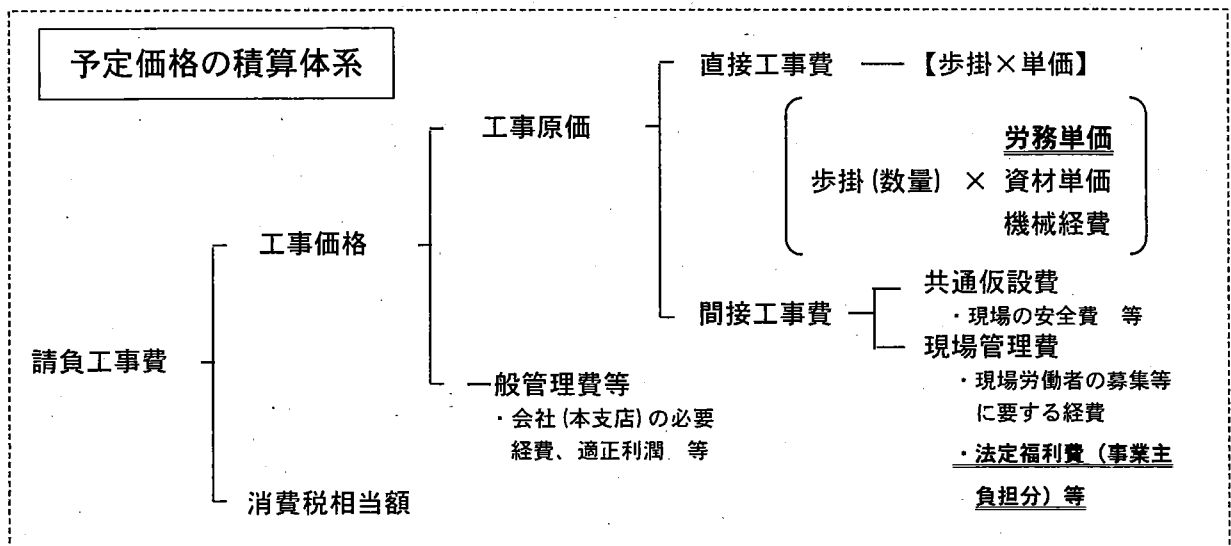 予定価格の積算体系
直接工事費 ── 【歩掛×単価】
工事原価
労務単価
歩掛(数量) × 資材単価
機械経費
工事価格
共通仮設費
間接工事費
・現場の安全費 等
現場管理費
請負工事費
一般管理費等
・現場労働者の募集等
に要する経費
・会社(本支店)の必要
経費、適正利潤 等
・法定福利費(事業主
負担分)等
消費税相当額